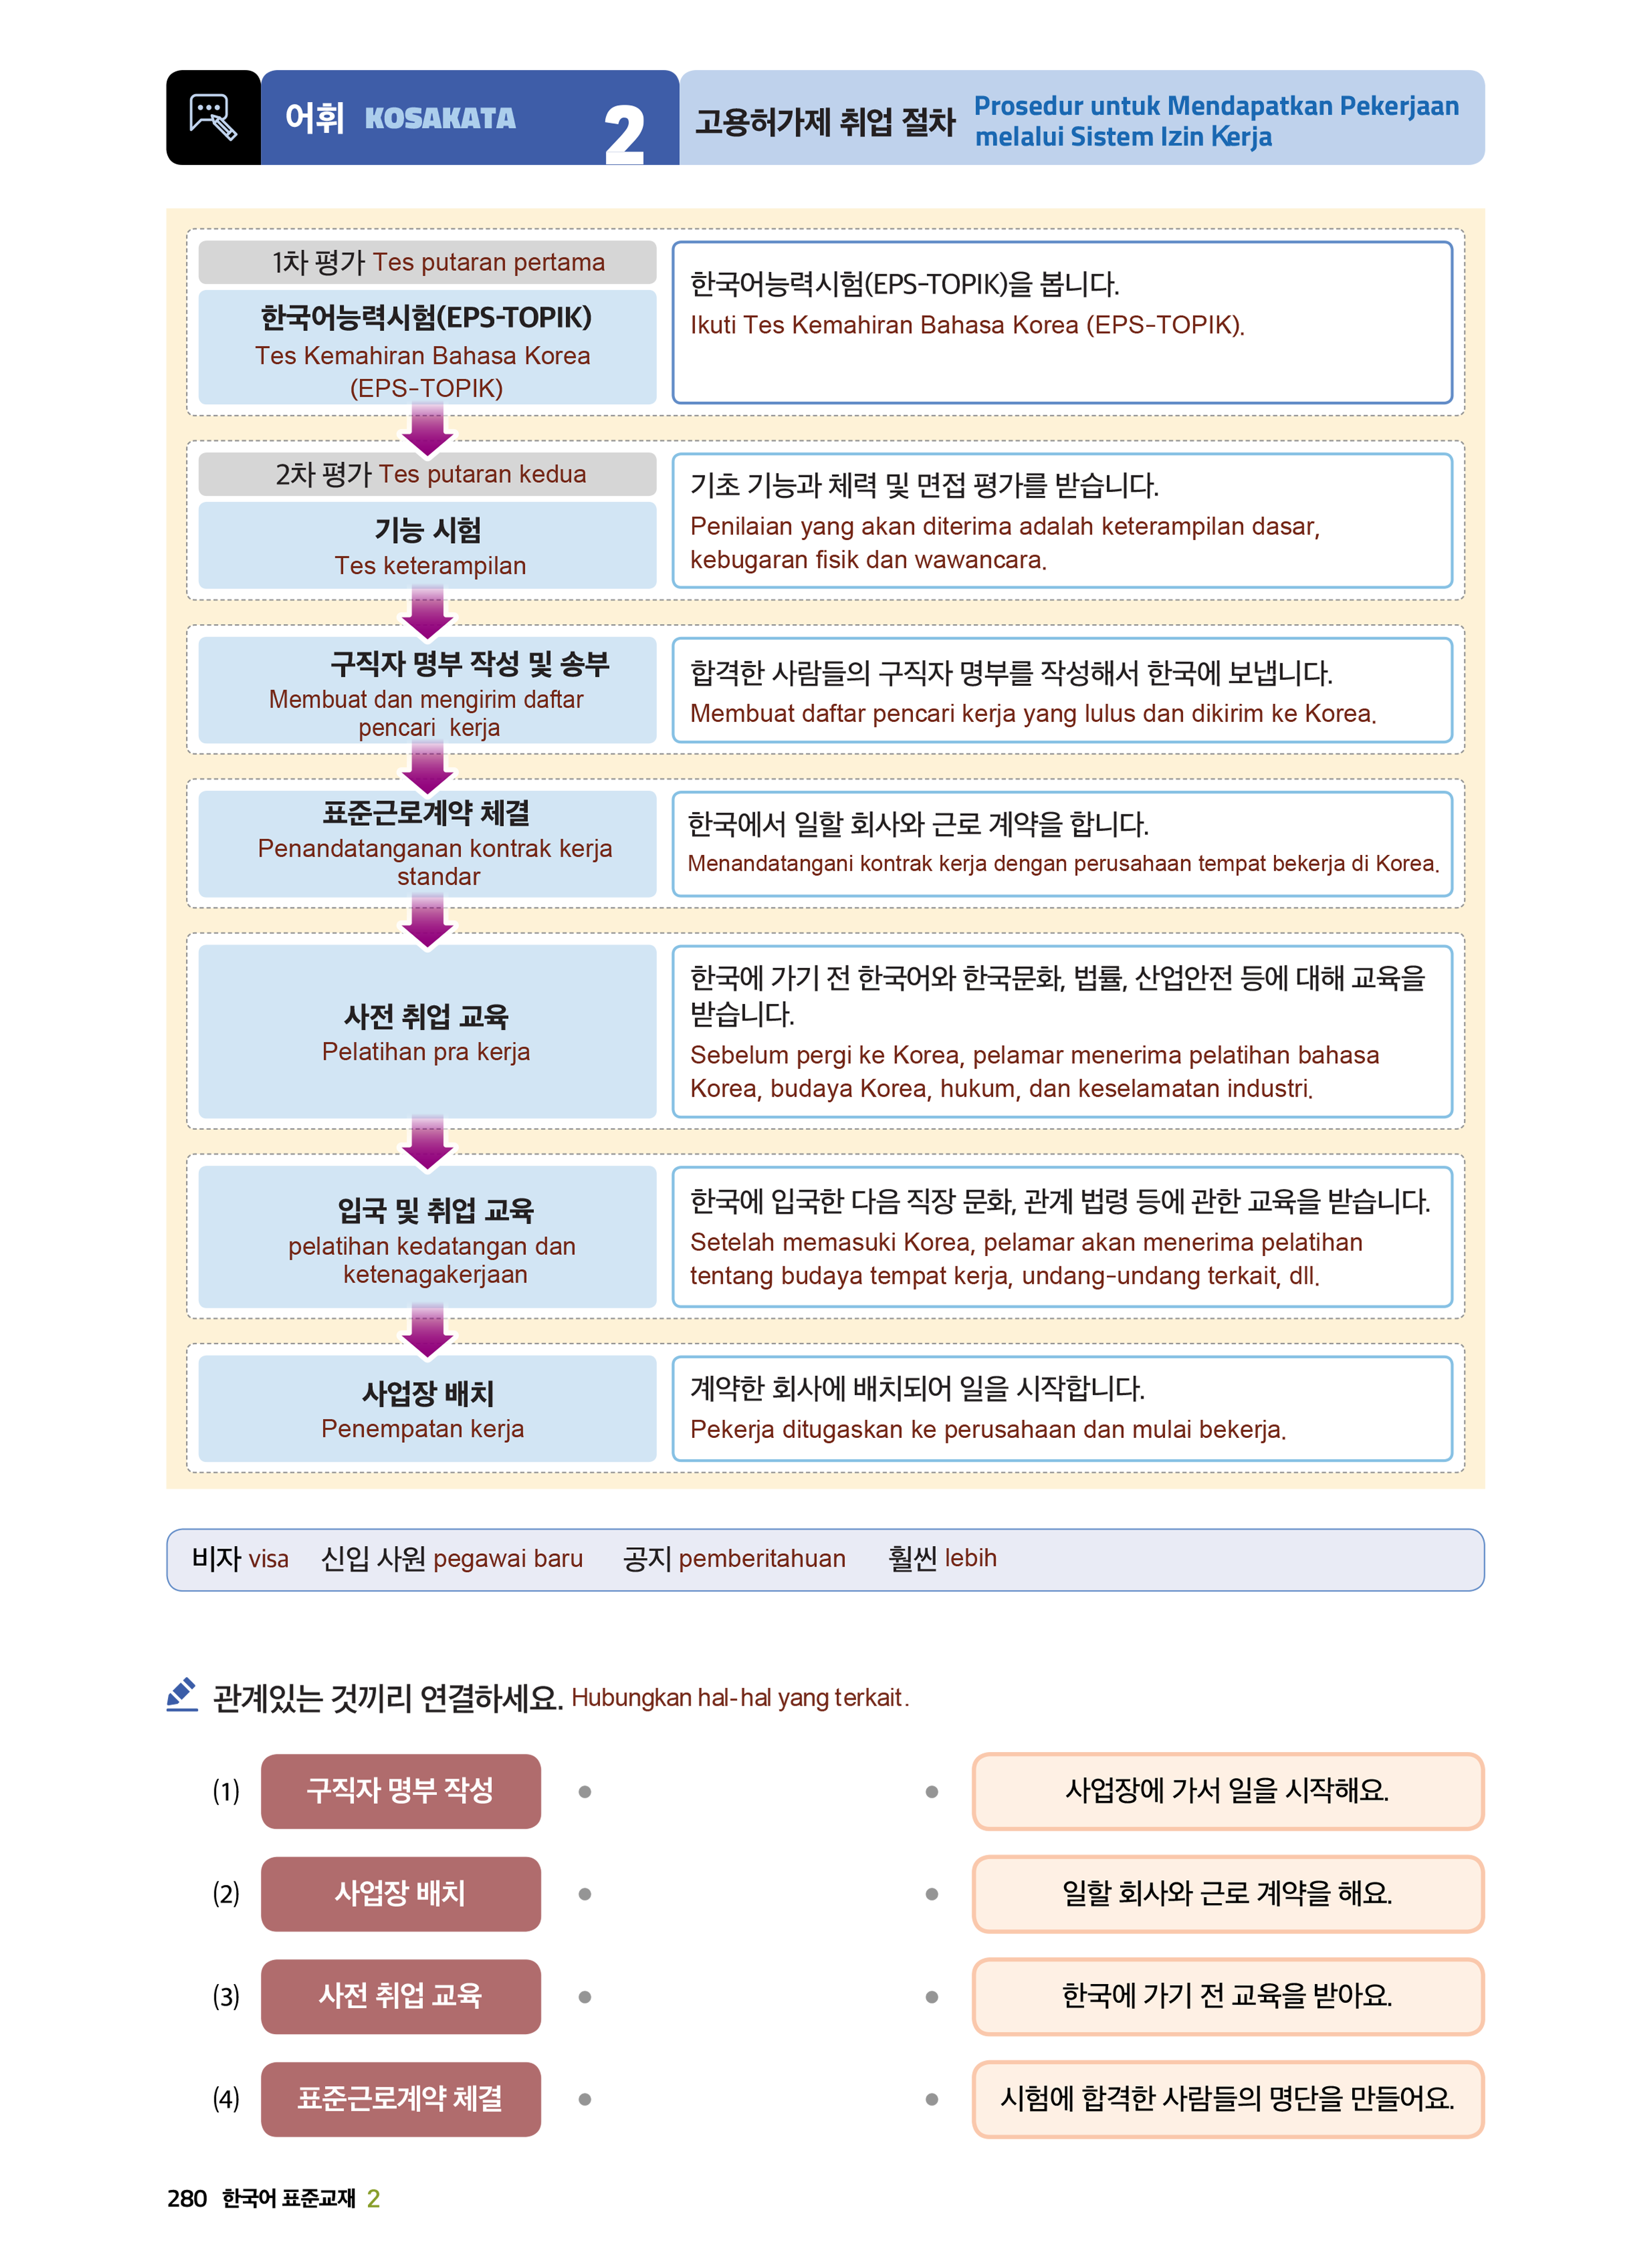 어휘 KOSAKATA 2
고용허가제 취업 절차
Prosedur untuk Mendapatkan Pekerjaan
melalui Sistem Izin Kerja
1차 평가 Tes putaran pertama
한국어능력시험(EPS-TOPIK)
Tes Kemahiran Bahasa Korea
(EPS-TOPIK)
한국어능력시험(EPS-TOPIK)을 봅니다.
Ikuti Tes Kemahiran Bahasa Korea (EPS-TOPIK).
2차 평가 Tes putaran kedua
기능 시험
Tes keterampilan
기초 기능과 체력 및 면접 평가를 받습니다.
Penilaian yang akan diterima adalah keterampilan dasar,
kebugaran fisik dan wawancara.
구직자 명부 작성 및 송부
Membuat dan mengirim daftar
pencari kerja
합격한 사람들의 구직자 명부를 작성해서 한국에 보냅니다.
Membuat daftar pencari kerja yang lulus dan dikirim ke Korea.
표준근로계약 체결
Penandatanganan kontrak kerja
standar
한국에서 일할 회사와 근로 계약을 합니다.
Menandatangani kontrak kerja dengan perusahaan tempat bekerja di Korea.
사전 취업 교육
Pelatihan pra kerja
한국에 가기 전 한국어와 한국문화, 법률, 산업안전 등에 대해 교육을
받습니다.
Sebelum pergi ke Korea, pelamar menerima pelatihan bahasa
Korea, budaya Korea, hukum, dan keselamatan industri.
입국 및 취업 교육
pelatihan kedatangan dan
ketenagakerjaan
한국에 입국한 다음 직장 문화, 관계 법령 등에 관한 교육을 받습니다.
Setelah memasuki Korea, pelamar akan menerima pelatihan
tentang budaya tempat kerja, undang-undang terkait, dll.
사업장 배치
Penempatan kerja
계약한 회사에 배치되어 일을 시작합니다.
Pekerja ditugaskan ke perusahaan dan mulai bekerja.
비자 visa 신입 사원 pegawai baru 공지 pemberitahuan 훨씬 lebih
관계있는 것끼리 연결하세요. Hubungkan hal-hal yang terkait.
(1) 구직자 명부 작성 • • 사업장에 가서 일을 시작해요.
(2) 사업장 배치 • • 일할 회사와 근로 계약을 해요.
(3) 사전 취업 교육 • • 한국에 가기 전 교육을 받아요.
(4) 표준근로계약 체결 • • 시험에 합격한 사람들의 명단을 만들어요.
280 한국어 표준교재 2